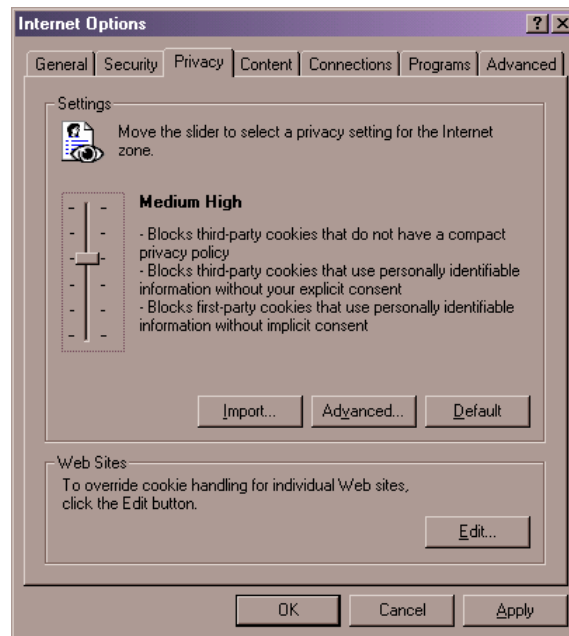 Internet Options
General Security Privacy Content Connections Programs Advanced
Settings
Move the slider to select a privacy setting for the Internet
zone.
Medium High
- Blocks third-party cookies that do not have a compact
privacy policy
- Blocks third-party cookies that use personally identifiable
information without your explicit consent
- Blocks first-party cookies that use personally identifiable
information without implicit consent
Import... Advanced... Default
Web Sites
To override cookie handling for individual Web sites,
click the Edit button.
Edit...
OK Cancel Apply